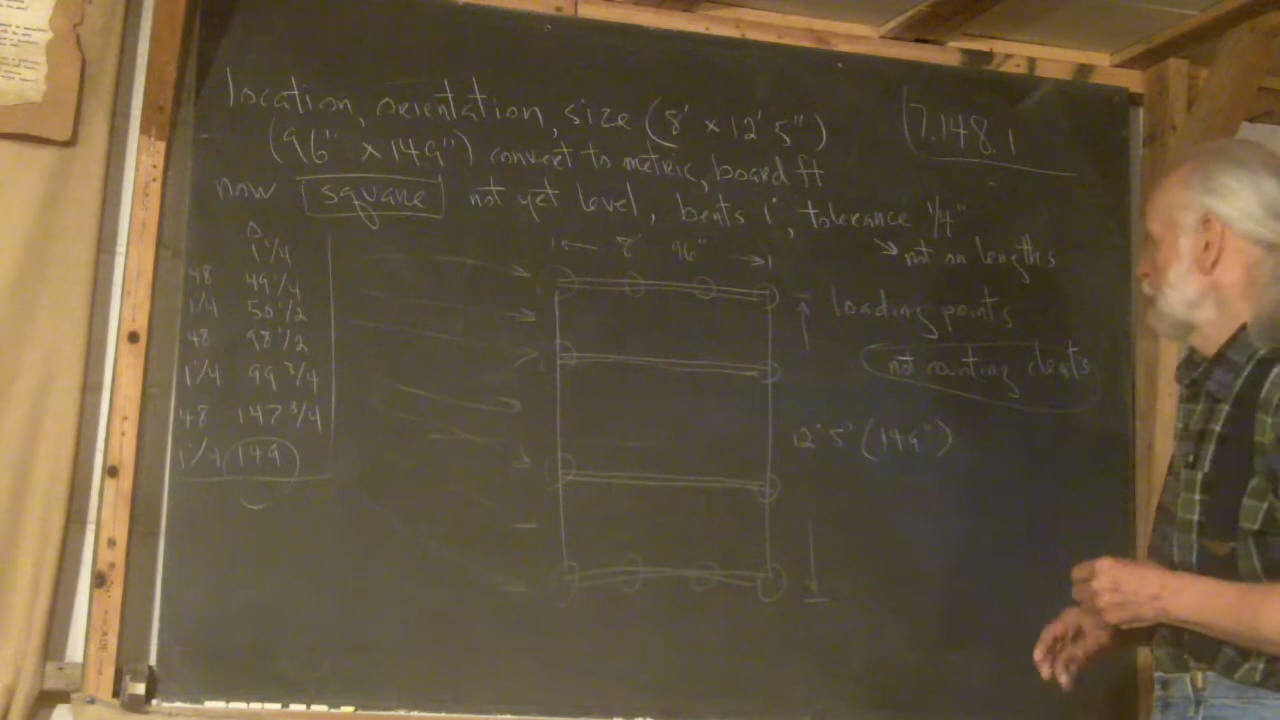 location, orientation, size (8' x 12' 5")
(96" x 149") convert to metric, board ft
now square not yet level, bents 1', tolerance 1/4"
→ not on lengths
17.148.1
1 1/4
48 49 1/4
1/4 50 1/2
48 98 1/2
1 1/4 99 3/4
48 147 3/4
1 1/4 149
8' 96"
loading points
not counting cleats
12' 5' (149")